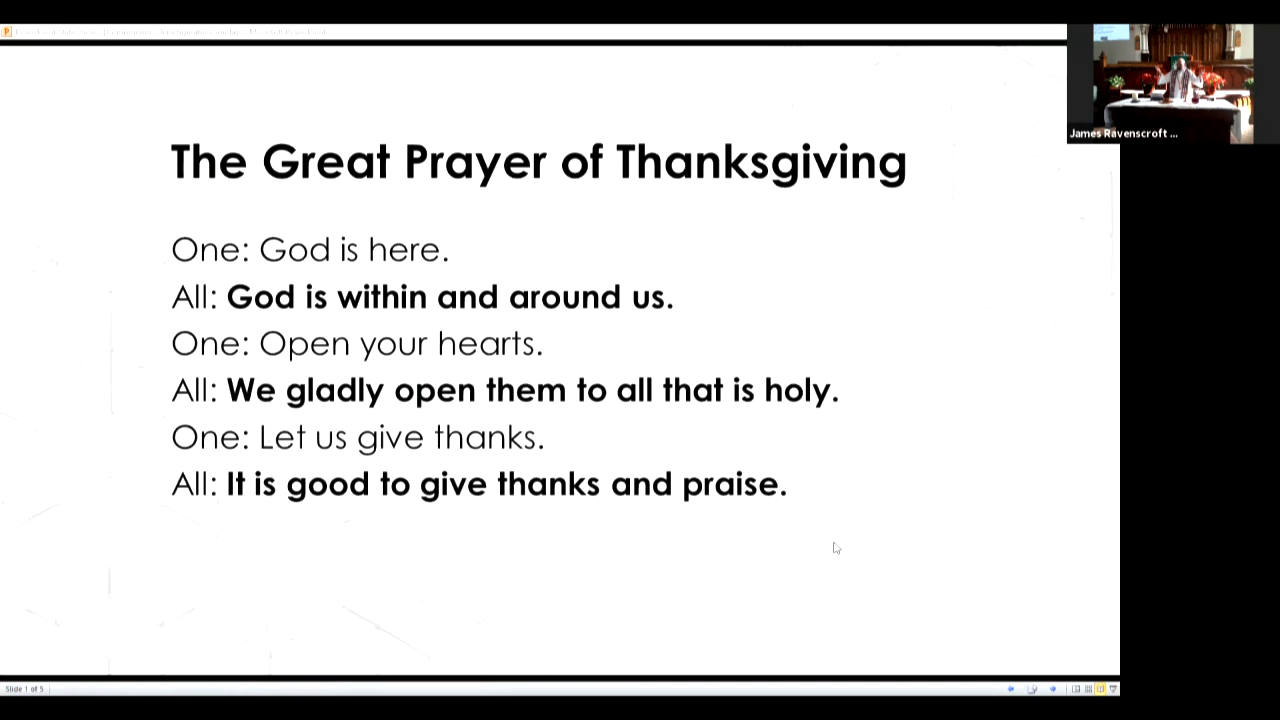 The Great Prayer of Thanksgiving
One: God is here.
All: God is within and around us.
One: Open your hearts.
All: We gladly open them to all that is holy.
One: Let us give thanks.
All: It is good to give thanks and praise.
James Ravenscroft ...
Slide 1 of 5